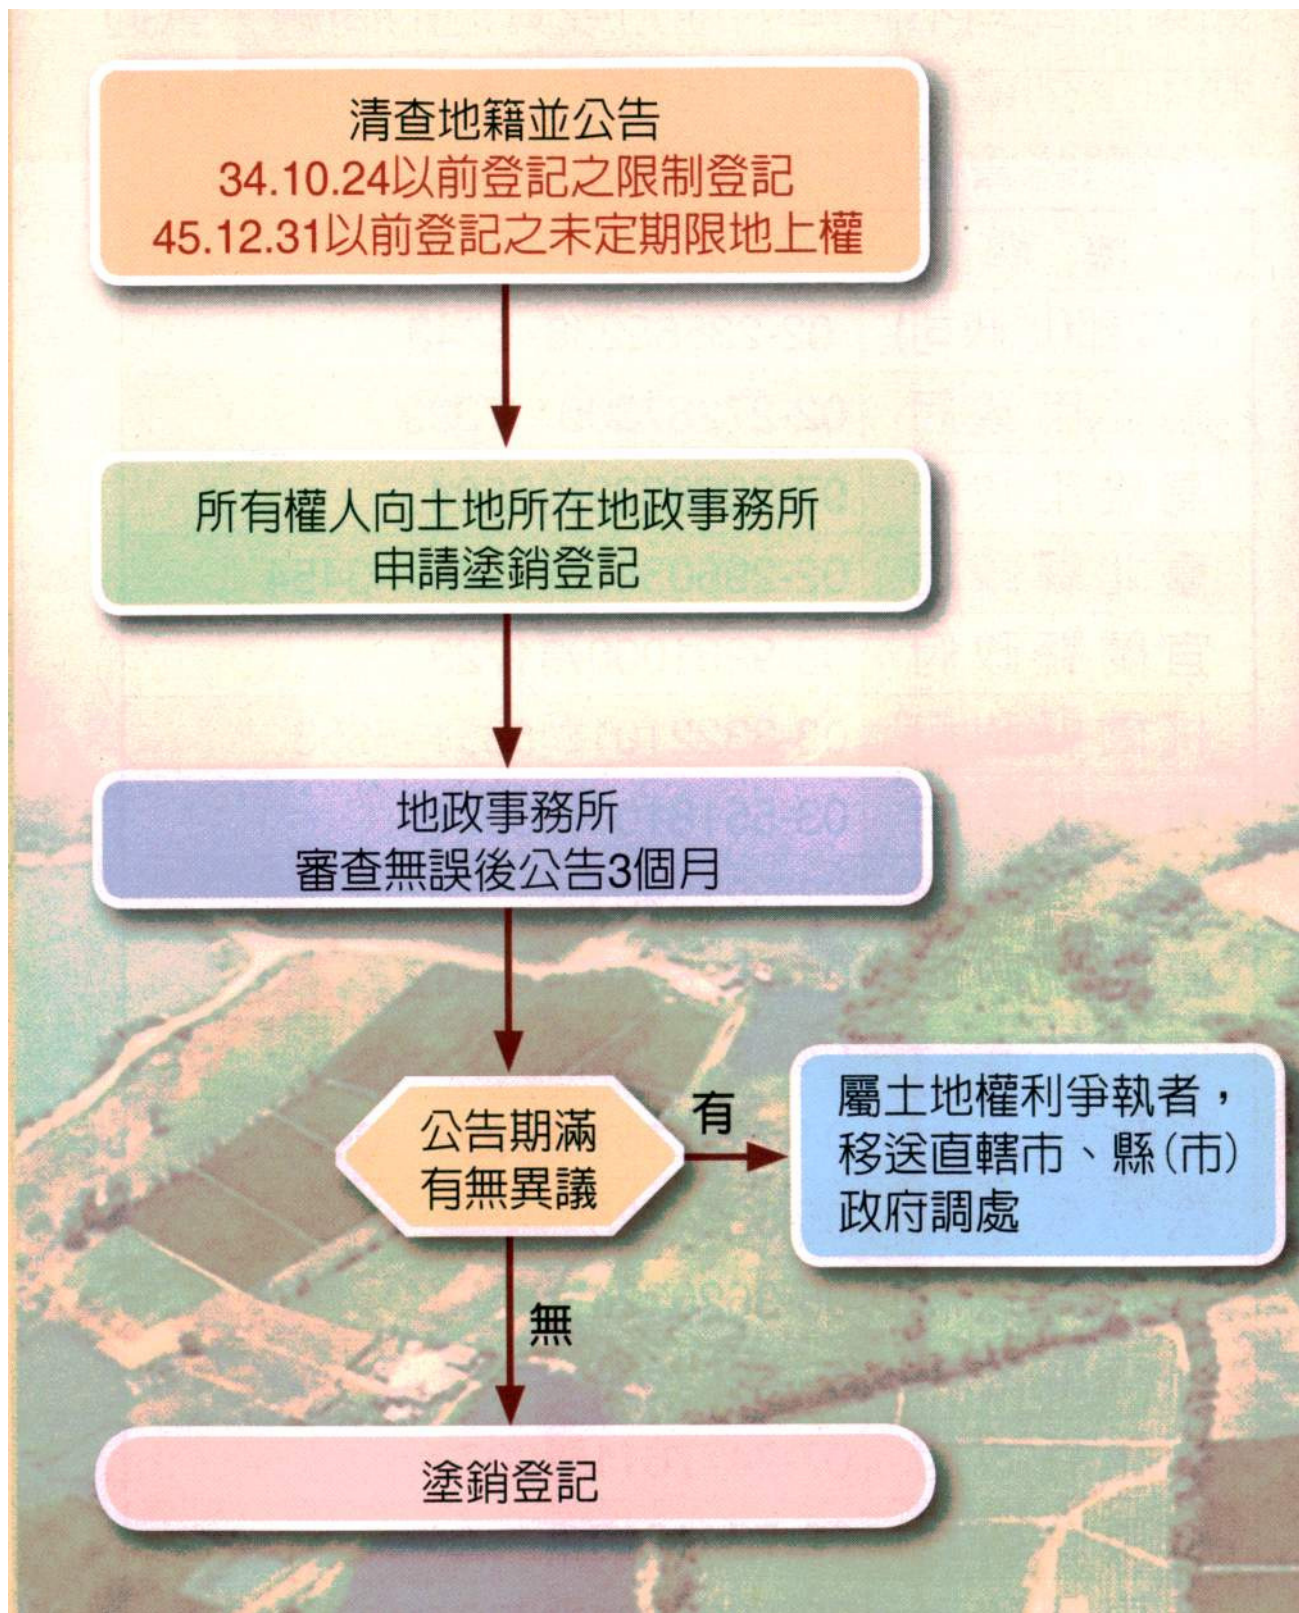 清查地籍並公告
34.10.24以前登記之限制登記
45.12.31以前登記之未定期限地上權
所有權人向土地所在地政事務所
申請塗銷登記
地政事務所
審查無誤後公告3個月
公告期滿
有無異議
有
屬土地權利爭執者，
移送直轄市、縣(市)
政府調處
無
塗銷登記